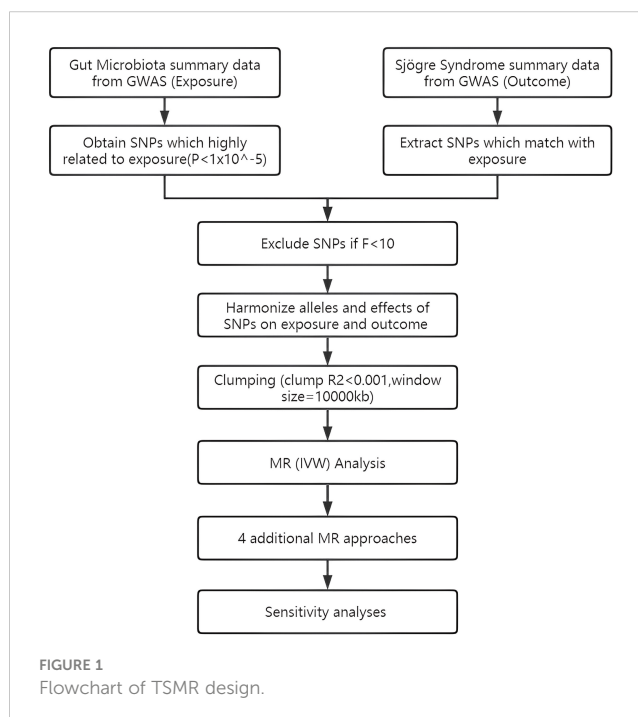 Gut Microbiota summary data
from GWAS (Exposure)
Sjögre Syndrome summary data
from GWAS (Outcome)
Obtain SNPs which highly
related to exposure(P<1x10^-5)
Extract SNPs which match with
exposure
Exclude SNPs if F<10
Harmonize alleles and effects of
SNPs on exposure and outcome
Clumping (clump R2<0.001,window
size=10000kb)
MR (IVW) Analysis
4 additional MR approaches
Sensitivity analyses
FIGURE 1
Flowchart of TSMR design.